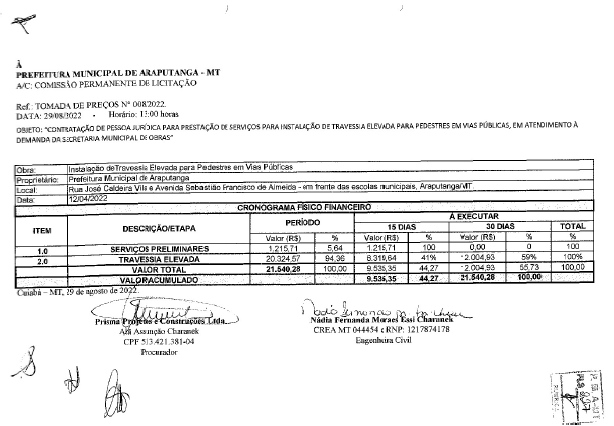 À
PREFEITURA MUNICIPAL DE ARAPUTANGA – MT
A/C: COMISSÃO PERMANENTE DE LICITAÇÃO
Ref.: TOMADA DE PREÇOS Nº 008/2022.
DATA: 29/08/2022 - Horário: 13:00 horas
OBJETO: "CONTRATAÇÃO DE PESSOA JURÍDICA PARA PRESTAÇÃO DE SERVIÇOS PARA INSTALAÇÃO DE TRAVESSIA ELEVADA PARA PEDESTRES EM VIAS PÚBLICAS, EM ATENDIMENTO À
DEMANDA DA SECRETARIA MUNICIPAL DE OBRAS"
Obra: Instalação deTravessia Elevada para Pedestres em Vias Públicas
Proprietário: Prefeitura Municipal de Araputanga
Local: Rua José Caldeira Vila e Avenida Sebastião Francisco de Almeida - em frente das escolas municipais, Araputanga/MT.
Data: 12/04/2022
CRONOGRAMA FÍSICO FINANCEIRO
ITEM DESCRIÇÃO/ETAPA PERÍODO À EXECUTAR
15 DIAS 30 DIAS TOTAL
Valor (R$) % Valor (R$) % Valor (R$) % %
1.0 SERVIÇOS PRELIMINARES 1.215,71 5,64 1.215,71 100 0,00 0 100
2.0 TRAVESSIA ELEVADA 20.324,57 94,36 8.319,64 41% 2.004,93 59% 100%
VALOR TOTAL 21.540,28 100,00 9.535,35 44,27 2.004,93 55,73 100,00
VALOR ACUMULADO 9.535,35 44,27 21.540,28 100,00
Cuiabá – MT, 29 de agosto de 2022.
Prisma Projetos e Construções Ltda.
Ala Assunção Charanek
CPF 513.421.381-04
Procurador
Nádia Fernanda Moraes Essi Charanek
CREA MT 044454 e RNP: 1217874178
Engenheira Civil